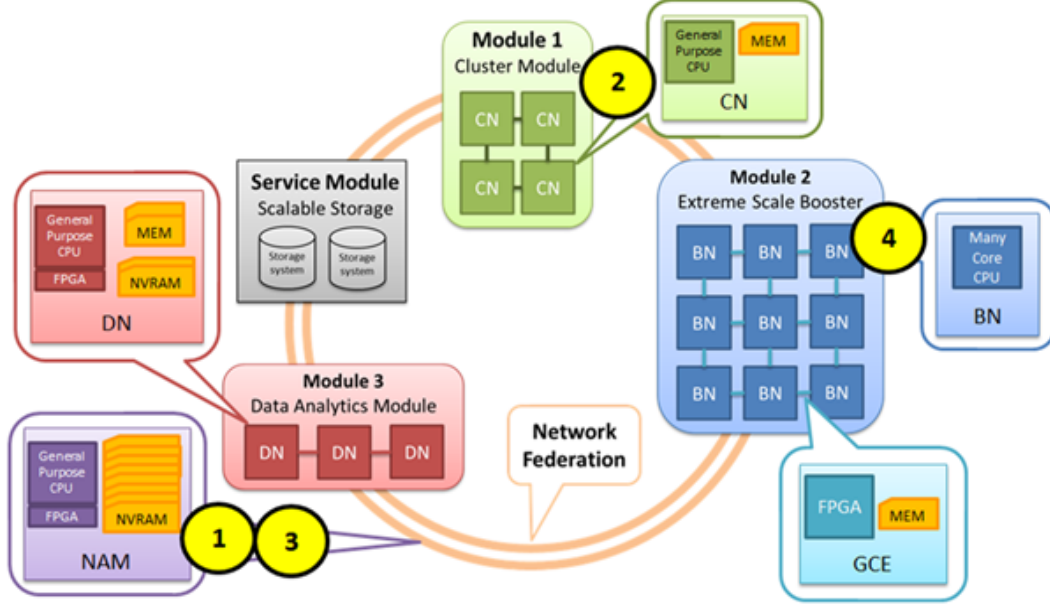 Module 1
Cluster Module
CN
CN
CN
CN
2
General
Purpose
CPU
MEM
CN
Service Module
Scalable Storage
Storage
system
Storage
system
Module 2
Extreme Scale Booster
BN
BN
BN
BN
BN
BN
BN
BN
BN
4
Many
Core
CPU
BN
General
Purpose
CPU
FPGA
MEM
NVRAM
DN
Module 3
Data Analytics Module
DN
DN
DN
General
Purpose
CPU
FPGA
NVRAM
NAM
1
3
Network
Federation
FPGA
MEM
GCE